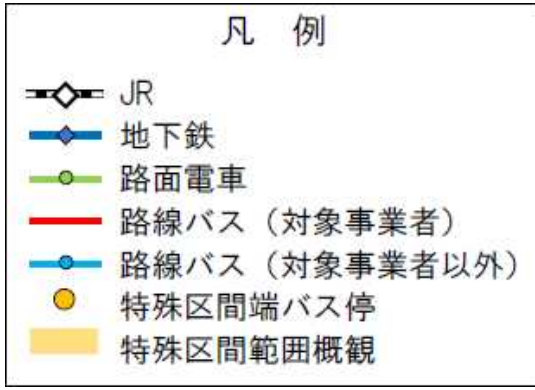 凡 例
JR
地下鉄
路面電車
路線バス（対象事業者）
路線バス（対象事業者以外）
特殊区間端バス停
特殊区間範囲概観